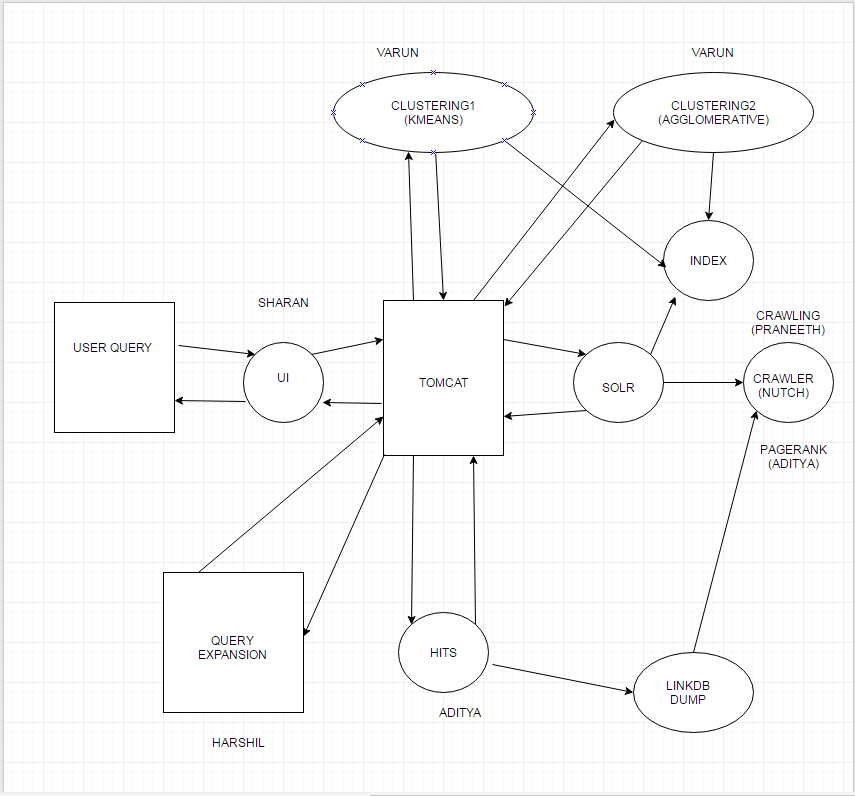 VARUN
VARUN
CLUSTERING1
(KMEANS)
CLUSTERING2
(AGGLOMERATIVE)
INDEX
SHARAN
CRAWLING
(PRANEETH)
USER QUERY
UI
TOMCAT
SOLR
CRAWLER
(NUTCH)
PAGERANK
(ADITYA)
QUERY
EXPANSION
HITS
LINKDB
DUMP
ADITYA
HARSHIL